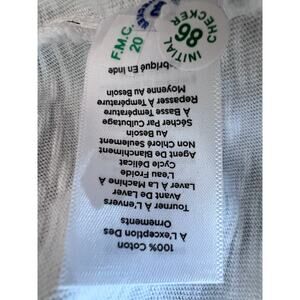 100% Coton
À L'exception Des
Ornements
Tourner À L'envers
Avant De Laver
Laver À La Machine À
L'eau Froide
Cycle Délicat
Agent De Blanchiment
Non Chloré Seulement
Au Besoin
Sécher Par Culbutage
À Basse Température
Repasser À Température
Moyenne Au Besoin
Fabriqué En Inde
INITIAL
86
CHECKER
F.M.C
20